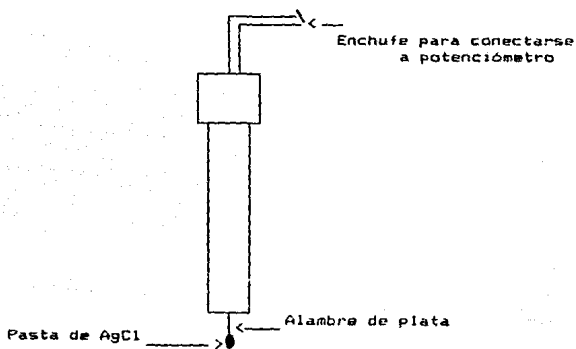 Enchufe para conectarse
a potenciómetro
Alambre de plata
Pasta de AgCl